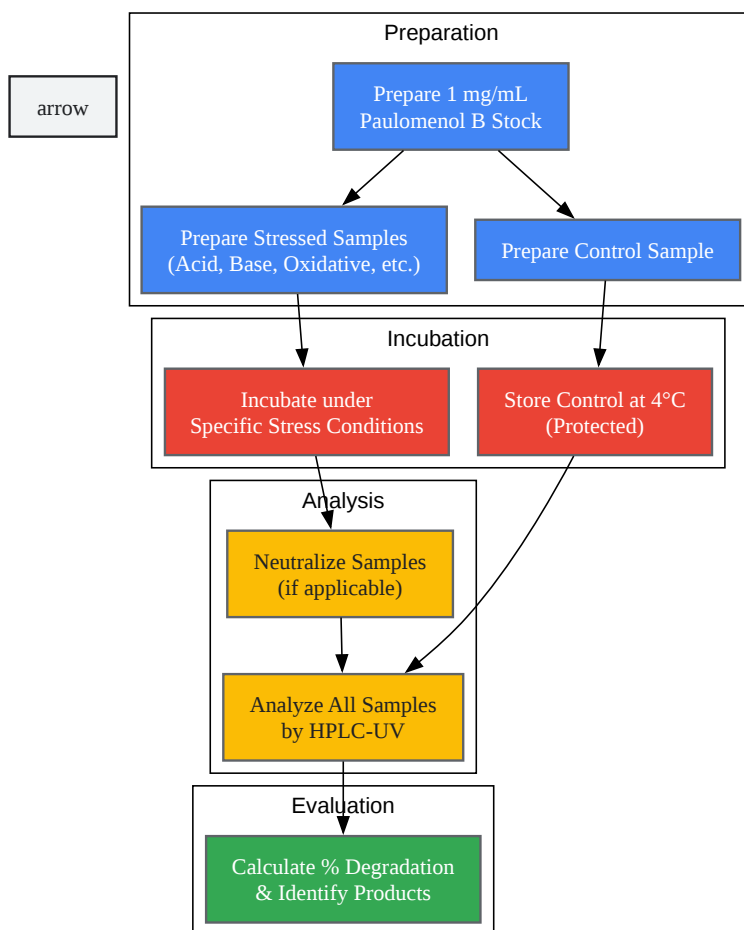 Preparation
arrow
Prepare 1 mg/mL
Paulomenol B Stock
Prepare Stressed Samples
(Acid, Base, Oxidative, etc.)
Prepare Control Sample
Incubation
Incubate under
Specific Stress Conditions
Store Control at 4°C
(Protected)
Analysis
Neutralize Samples
(if applicable)
Analyze All Samples
by HPLC-UV
Evaluation
Calculate % Degradation
& Identify Products